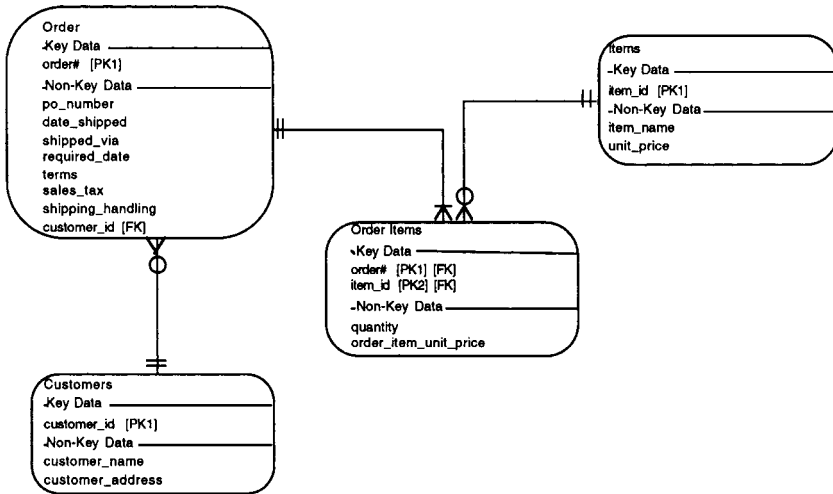 Order
Key Data
order# [PK1]
Non-Key Data
po_number
date_shipped
shipped_via
required_date
terms
sales_tax
shipping_handling
customer_id [FK]
Items
Key Data
item_id [PK1]
Non-Key Data
item_name
unit_price
Order Items
Key Data
order# [PK1] [FK]
item_id [PK2] [FK]
Non-Key Data
quantity
order_item_unit_price
Customers
Key Data
customer_id [PK1]
Non-Key Data
customer_name
customer_address